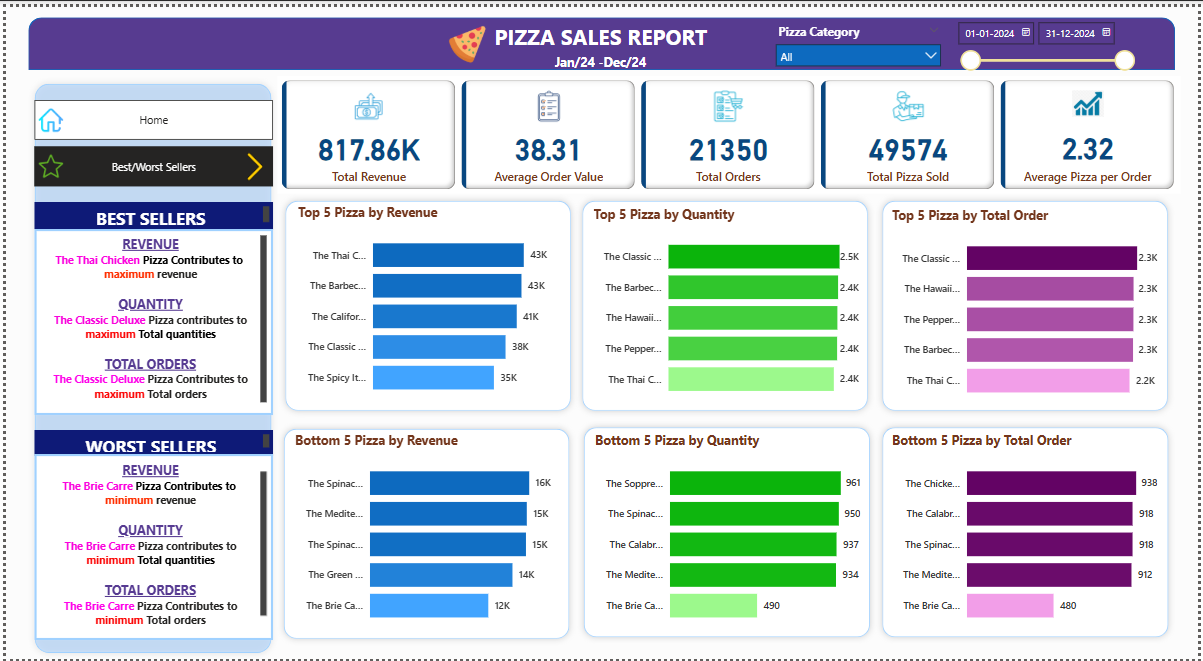 PIZZA SALES REPORT
Jan/24 -Dec/24
Pizza Category
All
01-01-2024
31-12-2024
Home
Best/Worst Sellers
817.86K
Total Revenue
38.31
Average Order Value
21350
Total Orders
49574
Total Pizza Sold
2.32
Average Pizza per Order
BEST SELLERS
REVENUE
The Thai Chicken Pizza Contributes to
maximum revenue
QUANTITY
The Classic Deluxe Pizza contributes to
maximum Total quantities
TOTAL ORDERS
The Classic Deluxe Pizza Contributes to
maximum Total orders
Top 5 Pizza by Revenue
The Thai C... 43K
The Barbec... 43K
The Califor... 41K
The Classic ... 38K
The Spicy It... 35K
Top 5 Pizza by Quantity
The Classic ... 2.5K
The Barbec... 2.4K
The Hawaii... 2.4K
The Pepper... 2.4K
The Thai C... 2.4K
Top 5 Pizza by Total Order
The Classic ... 2.3K
The Hawaii... 2.3K
The Pepper... 2.3K
The Barbec... 2.3K
The Thai C... 2.2K
WORST SELLERS
REVENUE
The Brie Carre Pizza Contributes to
minimum revenue
QUANTITY
The Brie Carre Pizza contributes to
minimum Total quantities
TOTAL ORDERS
The Brie Carre Pizza Contributes to
minimum Total orders
Bottom 5 Pizza by Revenue
The Spinac... 16K
The Medite... 15K
The Spinac... 15K
The Green ... 14K
The Brie Ca... 12K
Bottom 5 Pizza by Quantity
The Soppre... 961
The Spinac... 950
The Calabr... 937
The Medite... 934
The Brie Ca... 490
Bottom 5 Pizza by Total Order
The Chicke... 938
The Calabr... 918
The Spinac... 918
The Medite... 912
The Brie Ca... 480